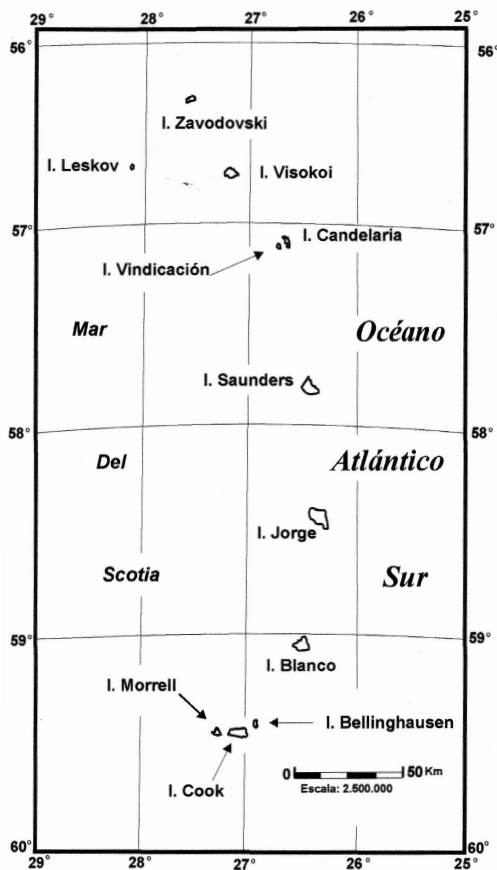 29° 28° 27° 26° 25°
56° 56°
I. Zavodovski
I. Leskov
I. Visokoi
57° 57°
I. Candelaria
I. Vindicación
Mar
Océano
I. Saunders
58° 58°
Del
Atlántico
I. Jorge
Scotia
Sur
59° 59°
I. Blanco
I. Morrell
I. Bellinghausen
I. Cook
0 50 Km
Escala: 2.500.000
60° 60°
29° 28° 27° 26° 25°